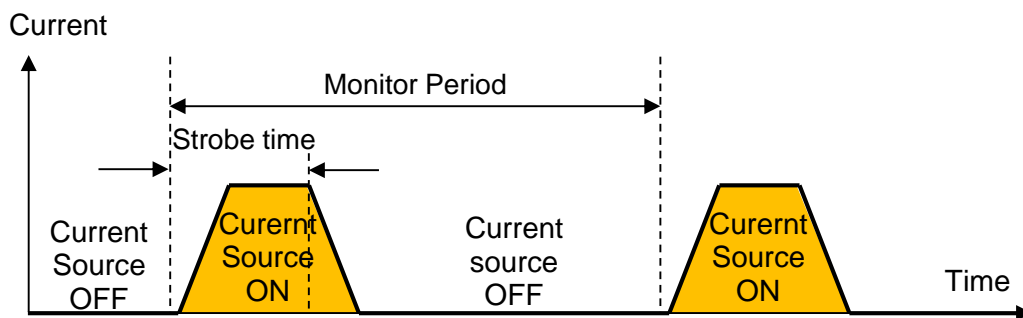 Current
Monitor Period
Strobe time
Current
Source
OFF
Curernt
Source
ON
Current
source
OFF
Curernt
Source
ON
Time